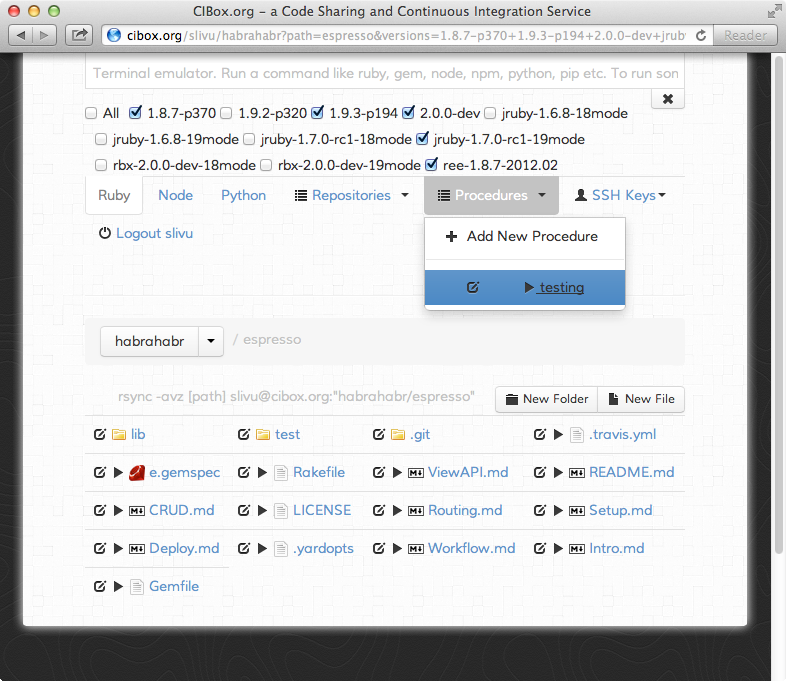 CIBox.org – a Code Sharing and Continuous Integration Service
cibox.org/slivu/habrahabr?path=espresso&versions=1.8.7-p370+1.9.3-p194+2.0.0-dev+jruby
Reader
Terminal emulator. Run a command like ruby, gem, node, npm, python, pip etc. To run son
All 1.8.7-p370 1.9.2-p320 1.9.3-p194 2.0.0-dev jruby-1.6.8-18mode
jruby-1.6.8-19mode jruby-1.7.0-rc1-18mode jruby-1.7.0-rc1-19mode
rbx-2.0.0-dev-18mode rbx-2.0.0-dev-19mode ree-1.8.7-2012.02
Ruby Node Python Repositories Procedures SSH Keys
Logout slivu
Add New Procedure
testing
habrahabr / espresso
rsync -avz [path] slivu@cibox.org:"habrahabr/espresso" New Folder New File
lib test .git .travis.yml
e.gemspec Rakefile ViewAPI.md README.md
CRUD.md LICENSE Routing.md Setup.md
Deploy.md .yardopts Workflow.md Intro.md
Gemfile